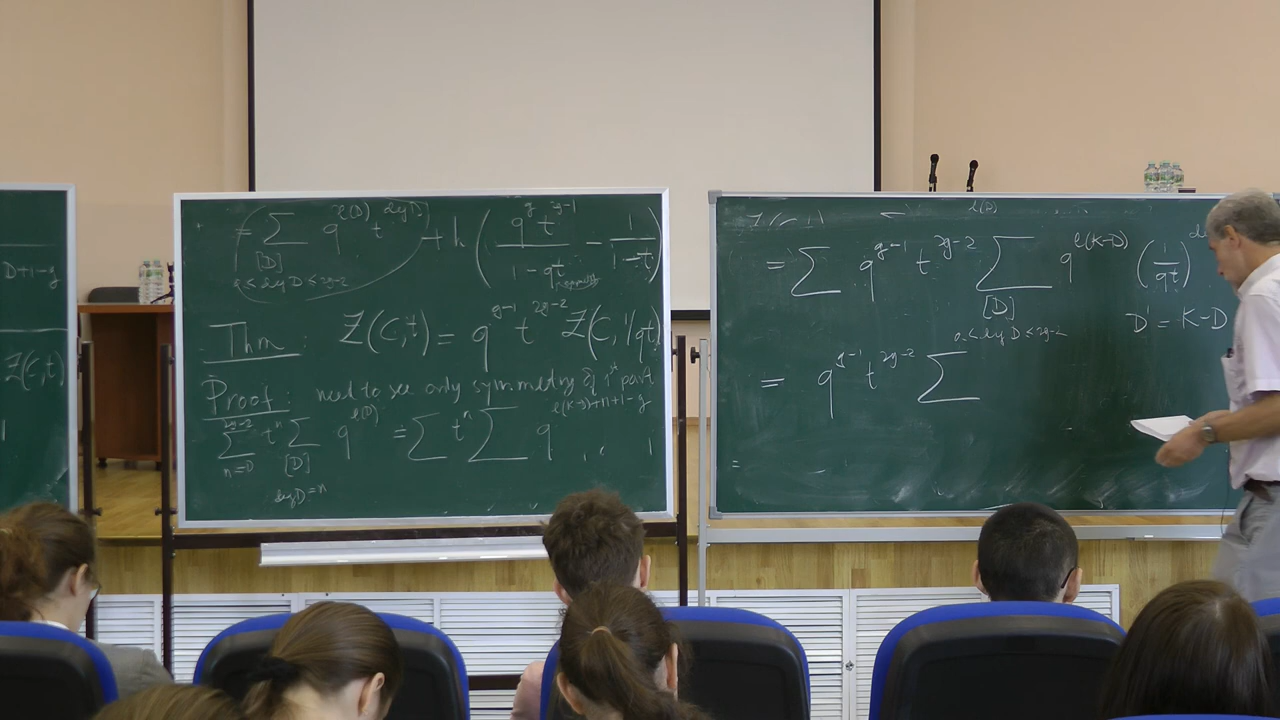 D+1-g
Z(C,t)
= Σ q^{ℓ(D)} t^{deg D} + h ( q^g t^{2g-1} / 1-qt - 1 / 1-t )
[D]
0 ≤ deg D ≤ 2g-2
Thm: Z(C,t) = q^{g-1} t^{2g-2} Z(C,1/qt)
Proof: need to see only symmetry of 1st part
Σ_{n=0}^{2g-2} t^n Σ_{[D]} q^{ℓ(D)} = Σ t^n Σ q^{ℓ(K-D)+n+1-g}
deg D = n
ℓ(D)
= Σ q^{g-1} t^{2g-2} Σ_{[D]} q^{ℓ(K-D)} (1/qt)
0 ≤ deg D ≤ 2g-2
D' = K-D
= q^{g-1} t^{2g-2} Σ
=